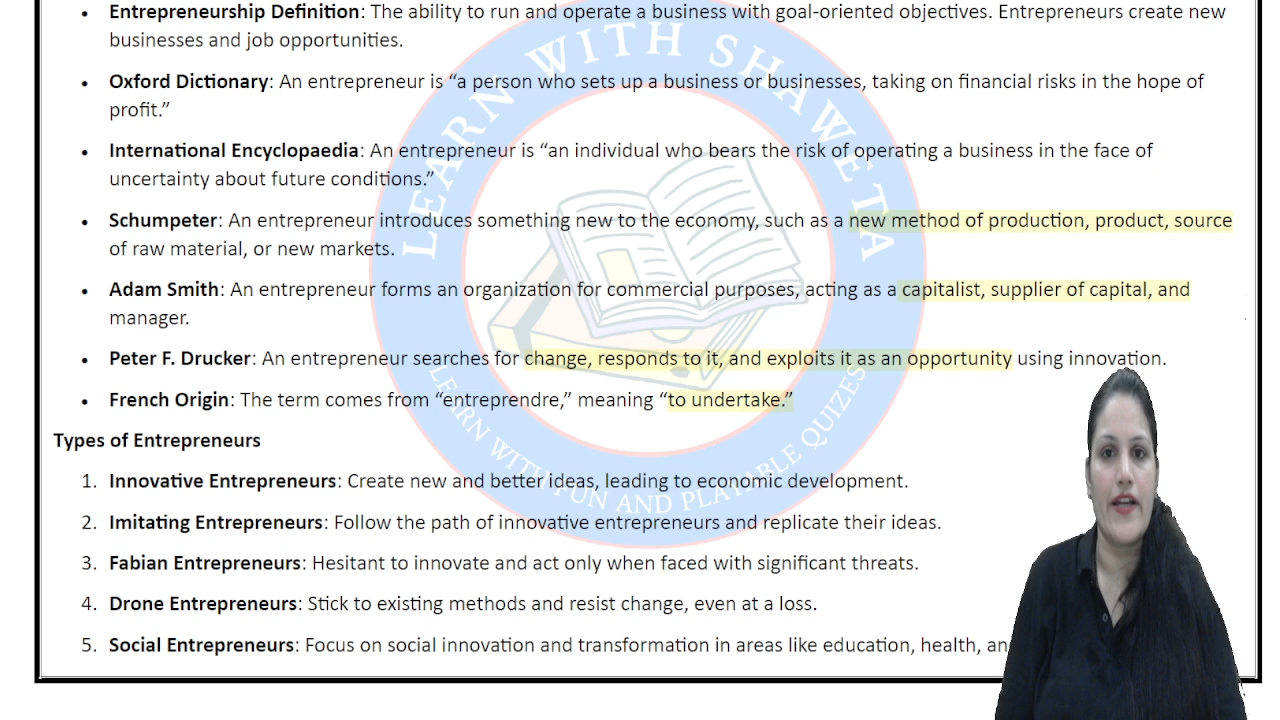 Entrepreneurship Definition: The ability to run and operate a business with goal-oriented objectives. Entrepreneurs create new
businesses and job opportunities.
Oxford Dictionary: An entrepreneur is “a person who sets up a business or businesses, taking on financial risks in the hope of
profit.”
International Encyclopaedia: An entrepreneur is “an individual who bears the risk of operating a business in the face of
uncertainty about future conditions.”
Schumpeter: An entrepreneur introduces something new to the economy, such as a new method of production, product, source
of raw material, or new markets.
Adam Smith: An entrepreneur forms an organization for commercial purposes, acting as a capitalist, supplier of capital, and
manager.
Peter F. Drucker: An entrepreneur searches for change, responds to it, and exploits it as an opportunity using innovation.
French Origin: The term comes from “entreprendre,” meaning “to undertake.”
Types of Entrepreneurs
1. Innovative Entrepreneurs: Create new and better ideas, leading to economic development.
2. Imitating Entrepreneurs: Follow the path of innovative entrepreneurs and replicate their ideas.
3. Fabian Entrepreneurs: Hesitant to innovate and act only when faced with significant threats.
4. Drone Entrepreneurs: Stick to existing methods and resist change, even at a loss.
5. Social Entrepreneurs: Focus on social innovation and transformation in areas like education, health,
LEARN WITH SHAWETA
LEARN WITH FUN AND PLAYABLE QUIZES